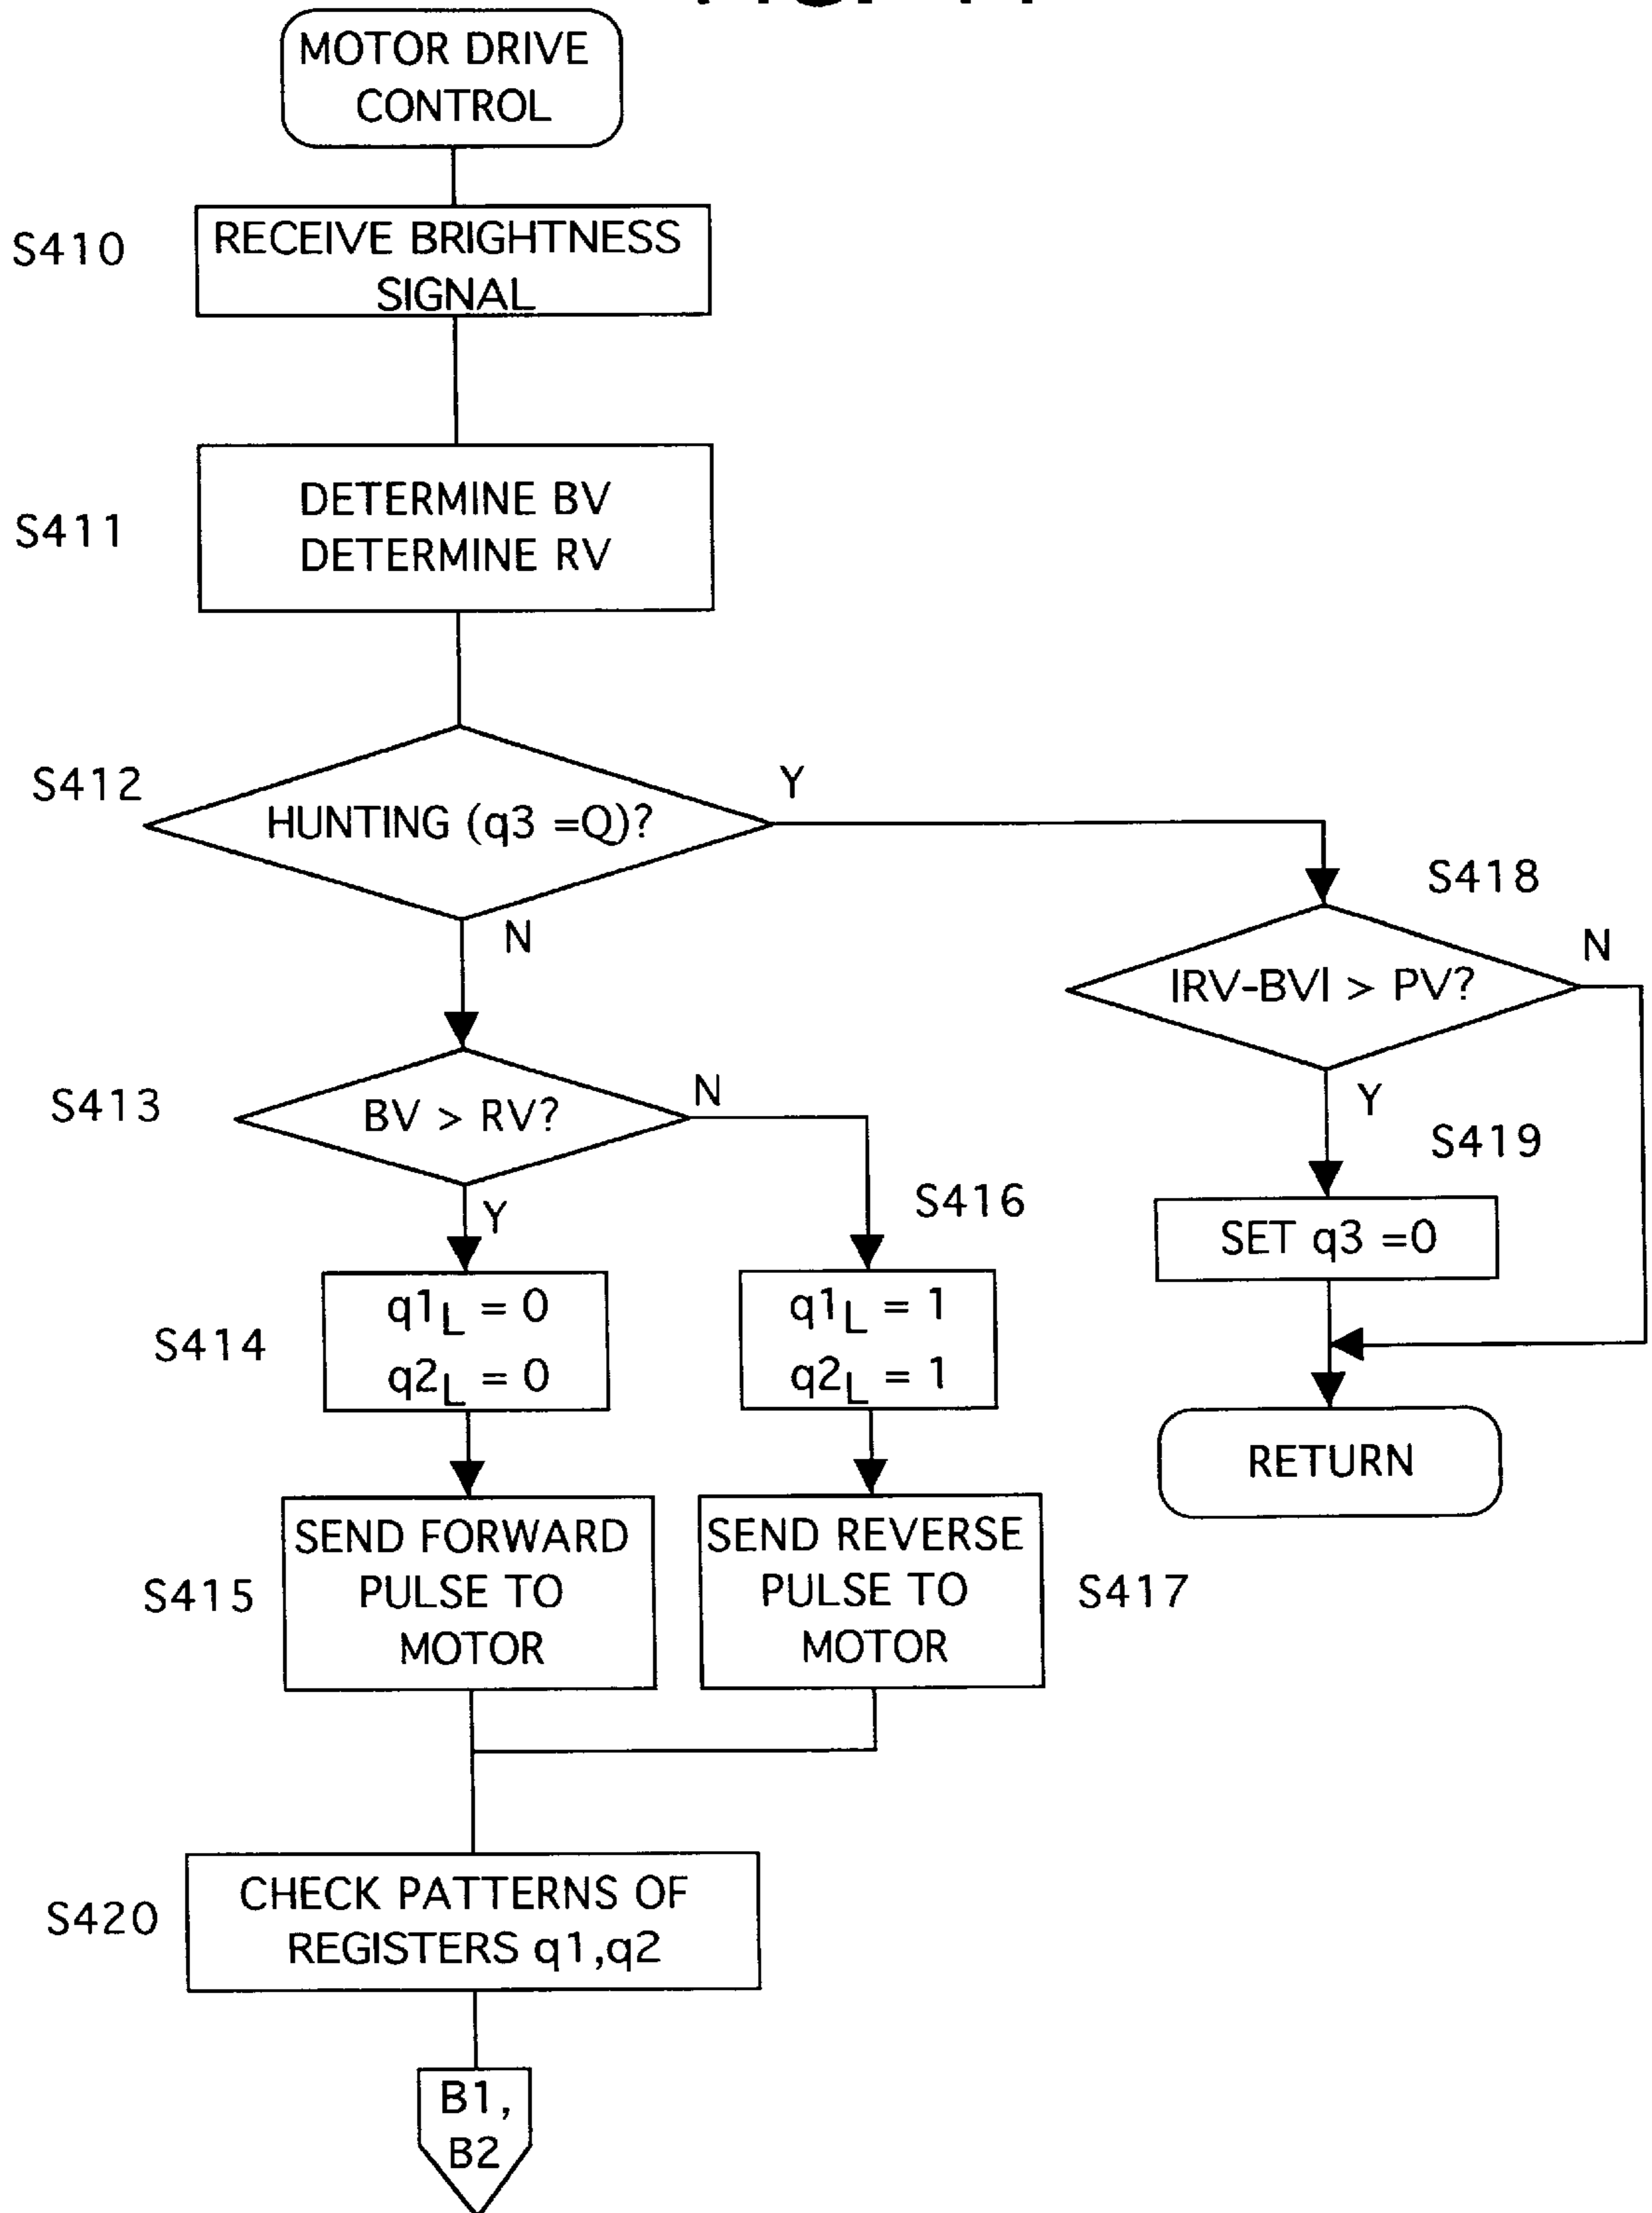 MOTOR DRIVE
CONTROL
S410
RECEIVE BRIGHTNESS
SIGNAL
S411
DETERMINE BV
DETERMINE RV
S412
HUNTING (q3 =Q)?
Y
N
S418
|RV-BV| > PV?
N
Y
S413
BV > RV?
N
Y
S419
SET q3 =0
RETURN
S414
q1L = 0
q2L = 0
S416
q1L = 1
q2L = 1
S415
SEND FORWARD
PULSE TO
MOTOR
SEND REVERSE
PULSE TO
MOTOR
S417
S420
CHECK PATTERNS OF
REGISTERS q1,q2
B1,
B2